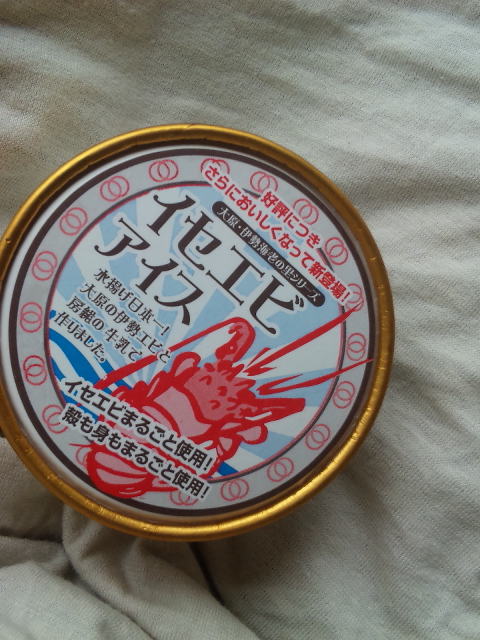 好評につき
さらにおいしくなって新登場!
大原・伊勢海老の里シリーズ
イセエビ
アイス
水揚げ日本一!
大原の伊勢エビと
房総の牛乳で
作りました。
イセエビまるごと使用!
殻も身もまるごと使用!